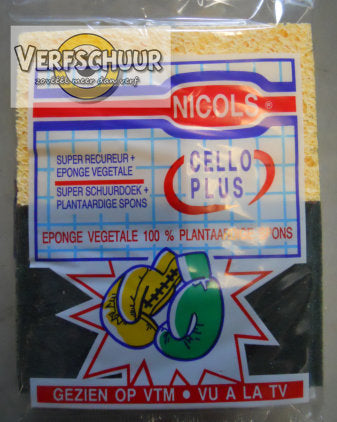 VERFSCHUUR
zoveel meer dan verf
NICOLS ®
SUPER RECUREUR +
EPONGE VEGETALE
SUPER SCHUURDOEK +
PLANTAARDIGE SPONS
CELLO
PLUS
EPONGE VEGETALE 100 % PLANTAARDIGE SPONS
GEZIEN OP VTM • VU A LA TV